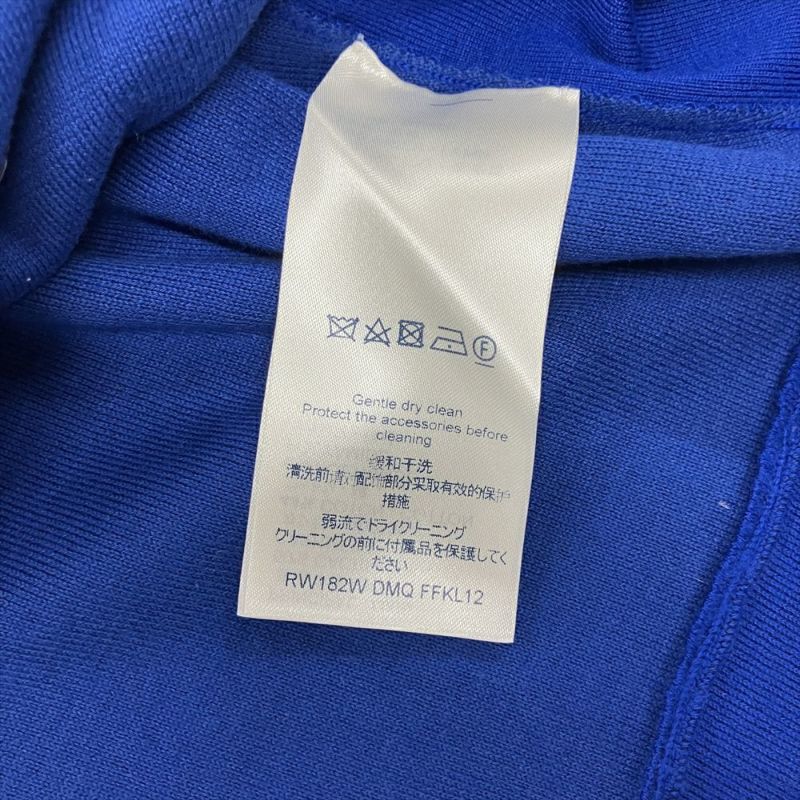 F
Gentle dry clean
Protect the accessories before
cleaning
缓和干洗
清洗前请对配饰部分采取有效的保护
措施
弱流でドライクリーニング
クリーニングの前に付属品を保護してく
ださい
RW182W DMQ FFKL12